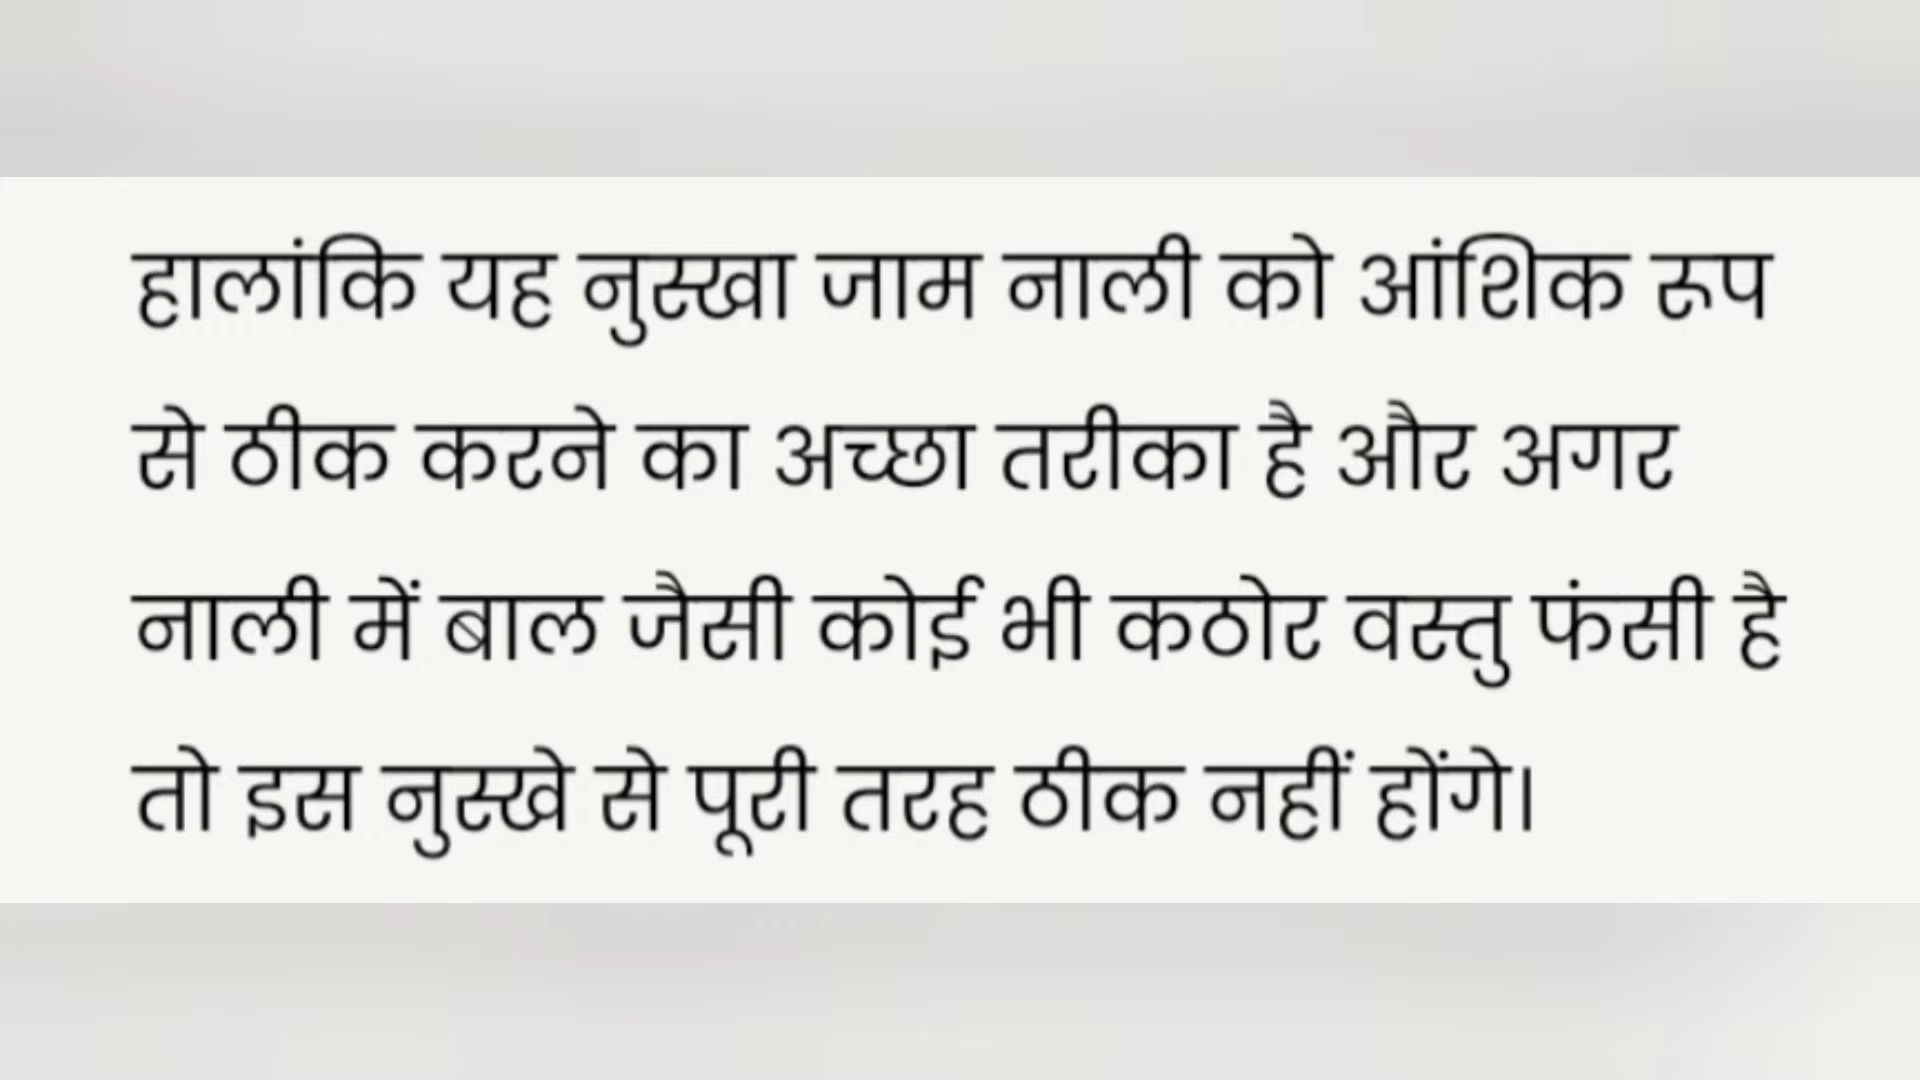 हालांकि यह नुस्खा जाम नाली को आंशिक रूप
से ठीक करने का अच्छा तरीका है और अगर
नाली में बाल जैसी कोई भी कठोर वस्तु फंसी है
तो इस नुस्खे से पूरी तरह ठीक नहीं होंगे।